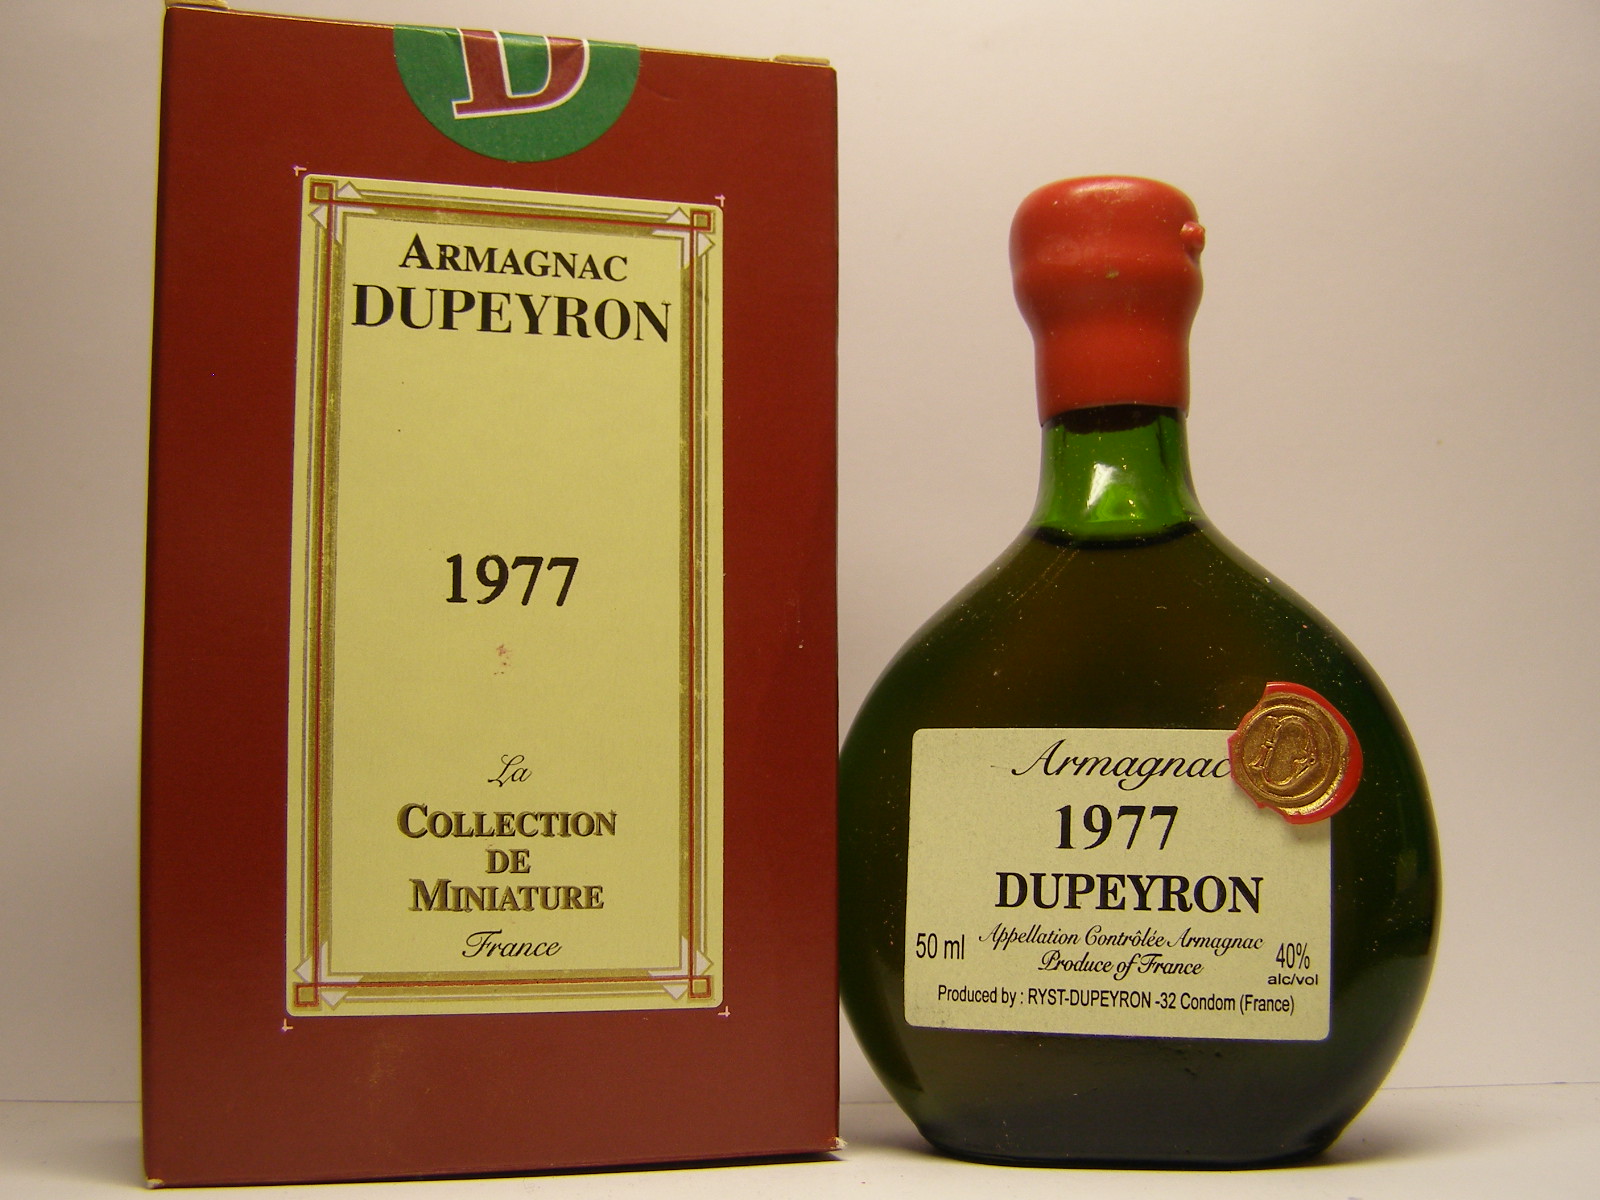 D
ARMAGNAC
DUPEYRON
1977
La
COLLECTION
DE
MINIATURE
France
Armagnac
D
1977
DUPEYRON
50 ml
Appellation Contrôlée Armagnac
Produce of France
40%
alc/vol
Produced by : RYST-DUPEYRON -32 Condom (France)